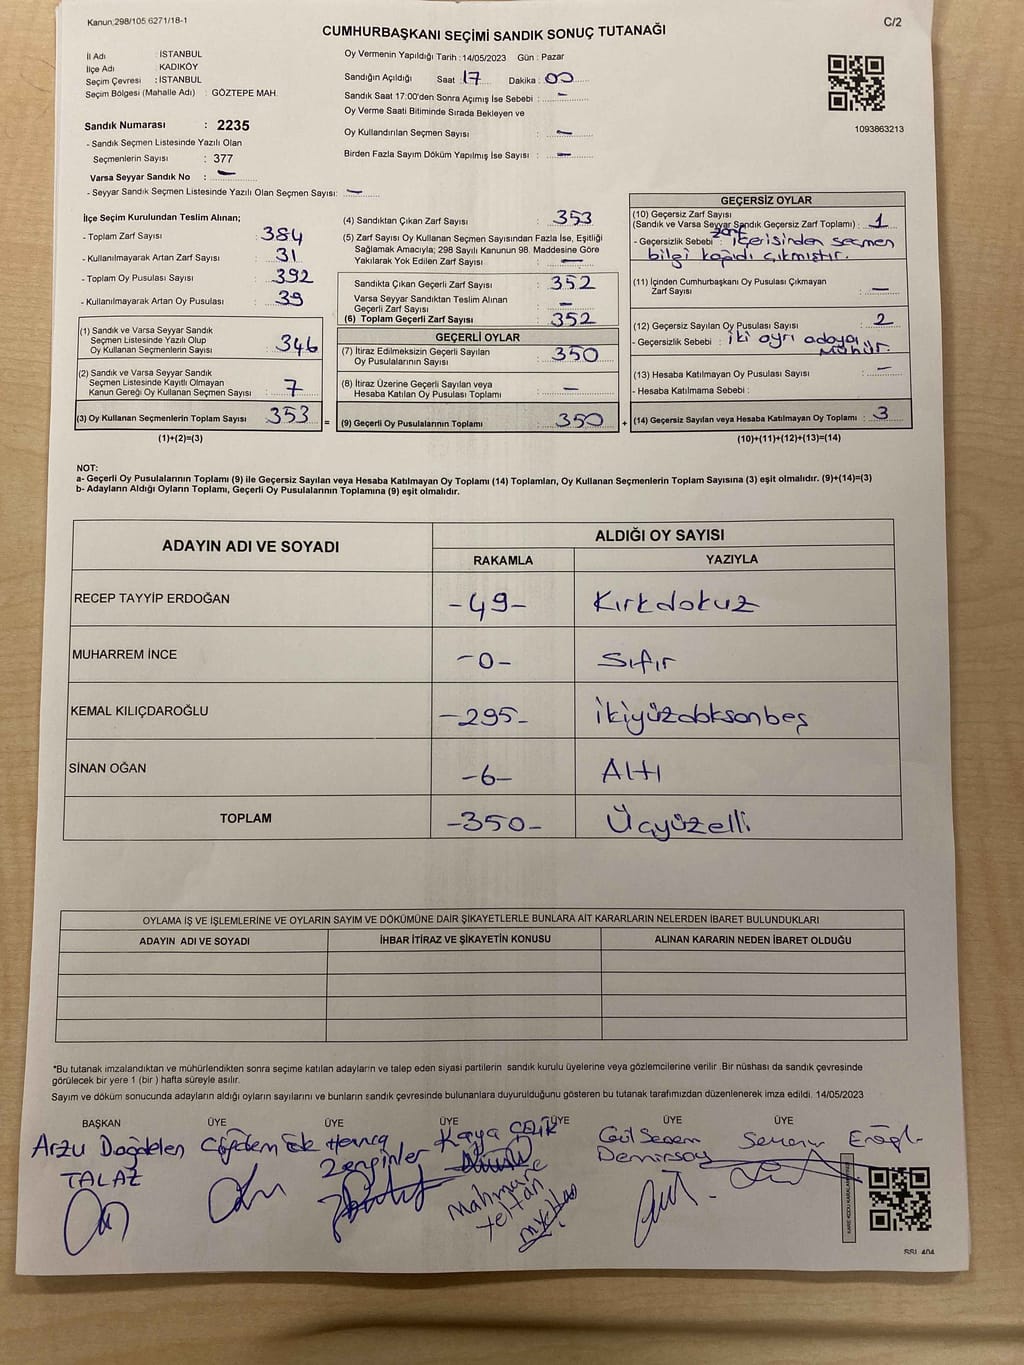 Kanun:298/105 6271/18-1
C/2
CUMHURBAŞKANI SEÇİMİ SANDIK SONUÇ TUTANAĞI
İl Adı : İSTANBUL
İlçe Adı : KADIKÖY
Seçim Çevresi : İSTANBUL
Seçim Bölgesi (Mahalle Adı) : GÖZTEPE MAH.
Sandık Numarası : 2235
- Sandık Seçmen Listesinde Yazılı Olan
Seçmenlerin Sayısı : 377
Varsa Seyyar Sandık No : —
- Seyyar Sandık Seçmen Listesinde Yazılı Olan Seçmen Sayısı: —
Oy Vermenin Yapıldığı Tarih : 14/05/2023 Gün : Pazar
Sandığın Açıldığı Saat : 17 Dakika : 00
Sandık Saat 17:00'den Sonra Açımış İse Sebebi : —
Oy Verme Saati Bitiminde Sırada Bekleyen ve
Oy Kullandırılan Seçmen Sayısı : —
Birden Fazla Sayım Döküm Yapılmış İse Sayısı : —
1093863213
İlçe Seçim Kurulundan Teslim Alınan;
- Toplam Zarf Sayısı : 384
- Kullanılmayarak Artan Zarf Sayısı : 31
- Toplam Oy Pusulası Sayısı : 392
- Kullanılmayarak Artan Oy Pusulası : 39
(1) Sandık ve Varsa Seyyar Sandık
Seçmen Listesinde Yazılı Olup
Oy Kullanan Seçmenlerin Sayısı : 346
(2) Sandık ve Varsa Seyyar Sandık
Seçmen Listesinde Kayıtlı Olmayan
Kanun Gereği Oy Kullanan Seçmen Sayısı : 7
(3) Oy Kullanan Seçmenlerin Toplam Sayısı : 353
(1)+(2)=(3)
(4) Sandıktan Çıkan Zarf Sayısı : 353
(5) Zarf Sayısı Oy Kullanan Seçmen Sayısından Fazla İse, Eşitliği
Sağlamak Amacıyla; 298 Sayılı Kanunun 98. Maddesine Göre
Yakılarak Yok Edilen Zarf Sayısı : —
Sandıkta Çıkan Geçerli Zarf Sayısı : 352
Varsa Seyyar Sandıktan Teslim Alınan
Geçerli Zarf Sayısı : —
(6) Toplam Geçerli Zarf Sayısı : 352
GEÇERLİ OYLAR
(7) İtiraz Edilmeksizin Geçerli Sayılan
Oy Pusulalarının Sayısı : 350
(8) İtiraz Üzerine Geçerli Sayılan veya
Hesaba Katılan Oy Pusulası Toplamı : —
= (9) Geçerli Oy Pusulalarının Toplamı : 350
GEÇERSİZ OYLAR
(10) Geçersiz Zarf Sayısı
(Sandık ve Varsa Seyyar Sandık Geçersiz Zarf Toplamı) : 1
- Geçersizlik Sebebi : zarf içerisinden seçmen
bilgi kağıdı çıkmıştır.
(11) İçinden Cumhurbaşkanı Oy Pusulası Çıkmayan
Zarf Sayısı : —
(12) Geçersiz Sayılan Oy Pusulası Sayısı : 2
- Geçersizlik Sebebi : iki ayrı adaya
mühür.
(13) Hesaba Katılmayan Oy Pusulası Sayısı : —
- Hesaba Katılmama Sebebi :
+ (14) Geçersiz Sayılan veya Hesaba Katılmayan Oy Toplamı : 3
(10)+(11)+(12)+(13)=(14)
NOT:
a- Geçerli Oy Pusulalarının Toplamı (9) ile Geçersiz Sayılan veya Hesaba Katılmayan Oy Toplamı (14) Toplamları, Oy Kullanan Seçmenlerin Toplam Sayısına (3) eşit olmalıdır. (9)+(14)=(3)
b- Adayların Aldığı Oyların Toplamı, Geçerli Oy Pusulalarının Toplamına (9) eşit olmalıdır.
ADAYIN ADI VE SOYADI
ALDIĞI OY SAYISI
RAKAMLA YAZIYLA
RECEP TAYYİP ERDOĞAN -49- Kırkdokuz
MUHARREM İNCE -0- Sıfır
KEMAL KILIÇDAROĞLU -295- ikiyüzdoksanbeş
SİNAN OĞAN -6- Altı
TOPLAM -350- Üçyüzelli
OYLAMA İŞ VE İŞLEMLERİNE VE OYLARIN SAYIM VE DÖKÜMÜNE DAİR ŞİKAYETLERLE BUNLARA AİT KARARLARIN NELERDEN İBARET BULUNDUKLARI
ADAYIN ADI VE SOYADI İHBAR İTİRAZ VE ŞİKAYETİN KONUSU ALINAN KARARIN NEDEN İBARET OLDUĞU
*Bu tutanak imzalandıktan ve mühürlendikten sonra seçime katılan adayların ve talep eden siyasi partilerin sandık kurulu üyelerine veya gözlemcilerine verilir .Bir nüshası da sandık çevresinde
görülecek bir yere 1 (bir ) hafta süreyle asılır.
Sayım ve döküm sonucunda adayların aldığı oyların sayılarını ve bunların sandık çevresinde bulunanlara duyurulduğunu gösteren bu tutanak tarafımızdan düzenlenerek imza edildi. 14/05/2023
BAŞKAN ÜYE ÜYE ÜYE ÜYE ÜYE ÜYE
Arzu Doğdelen
TALAZ
Çiğdem
Zenginler
Kaya ÇELİK
Gül Senem
Demirsoy